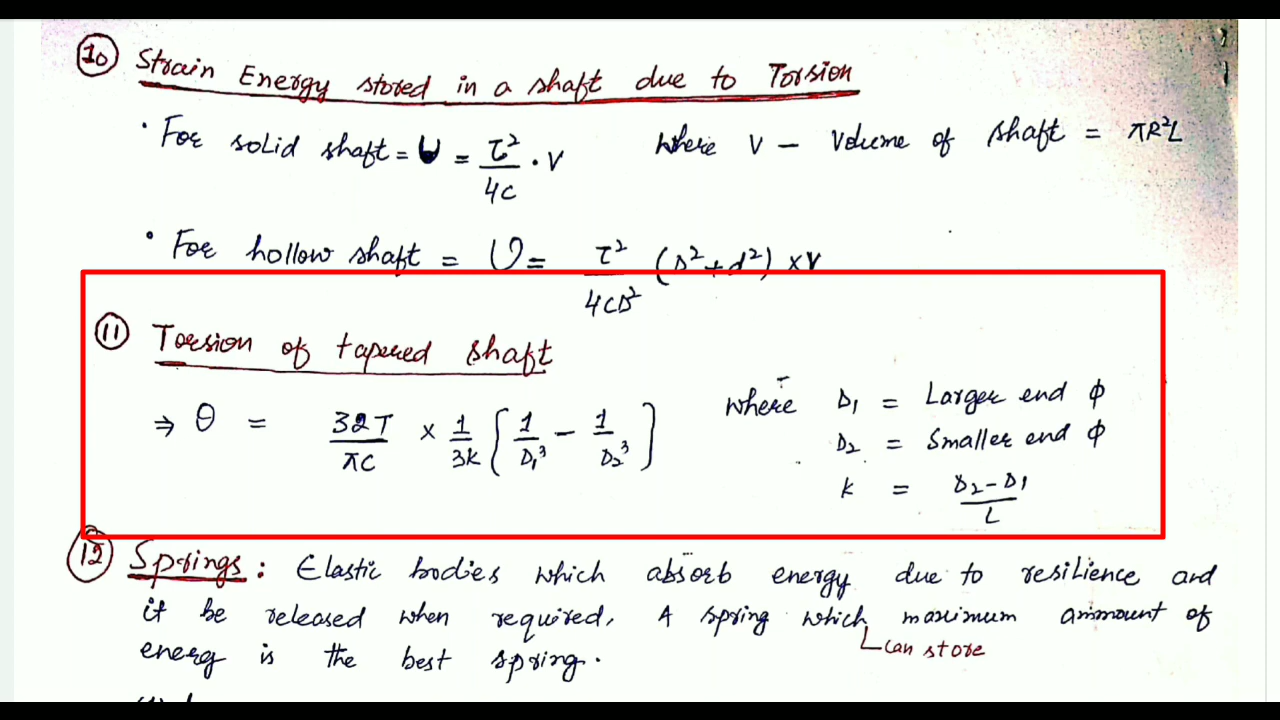 10 Strain Energy stored in a shaft due to Torsion
· For solid shaft = U = τ²/4C · V where V – Volume of shaft = πR²L
· For hollow shaft = U = τ²/4CD² (D²+d²) × V
11 Torsion of tapered shaft
⇒ θ = 32T/πC × 1/3k [1/D₁³ – 1/D₂³] where D₁ = Larger end ϕ
D₂ = Smaller end ϕ
k = D₂–D₁/L
12 Springs : Elastic bodies which absorb energy due to resilience and
it be released when required. A spring which maximum ammount of
can store
energy is the best spring.